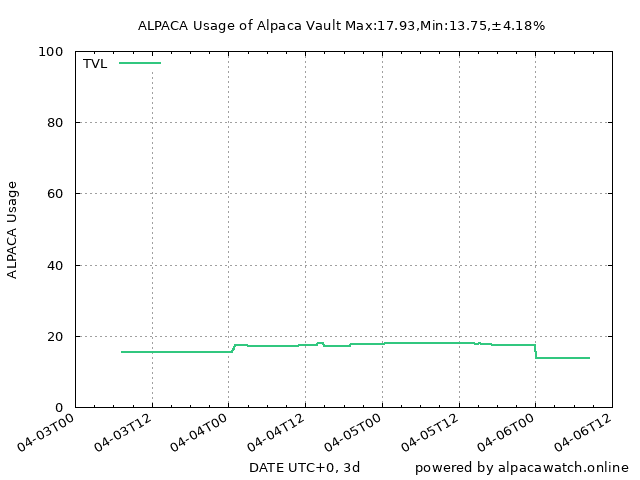 ALPACA Usage of Alpaca Vault Max:17.93,Min:13.75,±4.18%
TVL
100
80
60
40
20
0
ALPACA Usage
04-03T00
04-03T12
04-04T00
04-04T12
04-05T00
04-05T12
04-06T00
04-06T12
DATE UTC+0, 3d
powered by alpacawatch.online